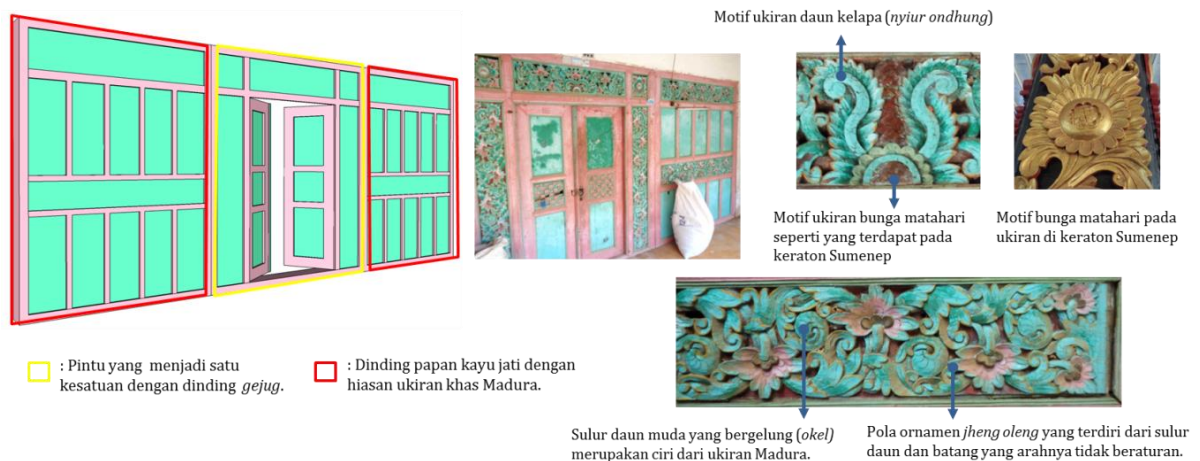 Motif ukiran daun kelapa (nyiur ondhung)
Motif ukiran bunga matahari
seperti yang terdapat pada
keraton Sumenep
Motif bunga matahari pada
ukiran di keraton Sumenep
: Pintu yang menjadi satu
kesatuan dengan dinding gejug.
: Dinding papan kayu jati dengan
hiasan ukiran khas Madura.
Sulur daun muda yang bergelung (okel)
merupakan ciri dari ukiran Madura.
Pola ornamen jheng oleng yang terdiri dari sulur
daun dan batang yang arahnya tidak beraturan.